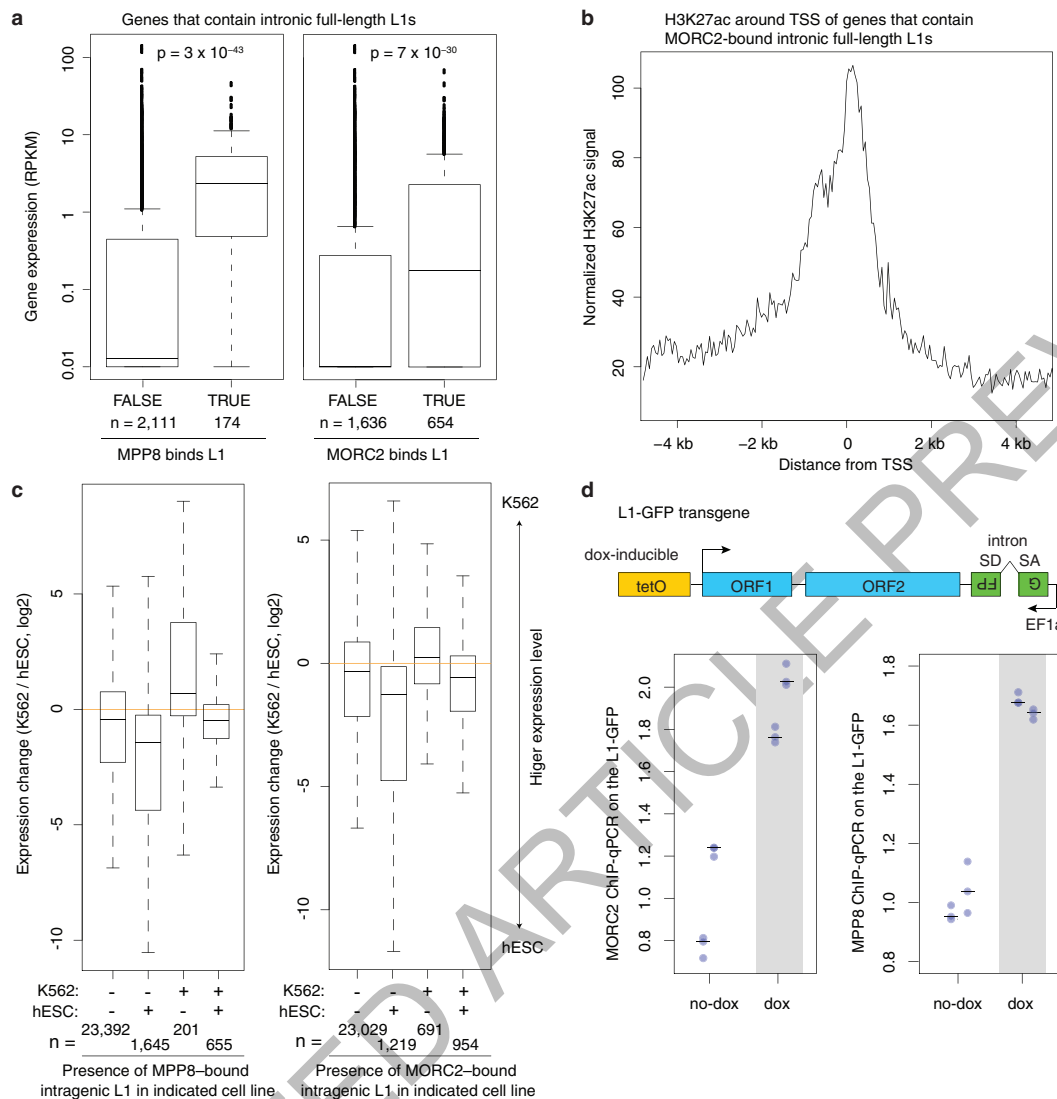 a
Genes that contain intronic full-length L1s
p = 3 x 10⁻⁴³
p = 7 x 10⁻³⁰
Gene experession (RPKM)
100
10
1
0.1
0.01
FALSE
TRUE
FALSE
TRUE
n = 2,111
174
n = 1,636
654
MPP8 binds L1
MORC2 binds L1
b
H3K27ac around TSS of genes that contain
MORC2-bound intronic full-length L1s
Normalized H3K27ac signal
100
80
60
40
20
−4 kb
−2 kb
0
2 kb
4 kb
Distance from TSS
c
Expression change (K562 / hESC, log2)
5
0
-5
-10
K562:
- - + +
hESC:
- + - +
n =
23,392
1,645
201
655
Presence of MPP8–bound
intragenic L1 in indicated cell line
Expression change (K562 / hESC, log2)
5
0
-5
-10
K562
Higer expression level
hESC
K562:
- - + +
hESC:
- + - +
n =
23,029
1,219
691
954
Presence of MORC2–bound
intragenic L1 in indicated cell line
d
L1-GFP transgene
dox-inducible
intron
SD
SA
tetO
ORF1
ORF2
FP
G
EF1a
MORC2 ChIP-qPCR on the L1-GFP
2.0
1.8
1.6
1.4
1.2
1.0
0.8
no-dox
dox
MPP8 ChIP-qPCR on the L1-GFP
1.8
1.6
1.4
1.2
1.0
0.8
no-dox
dox
ED ARTICLE PREV